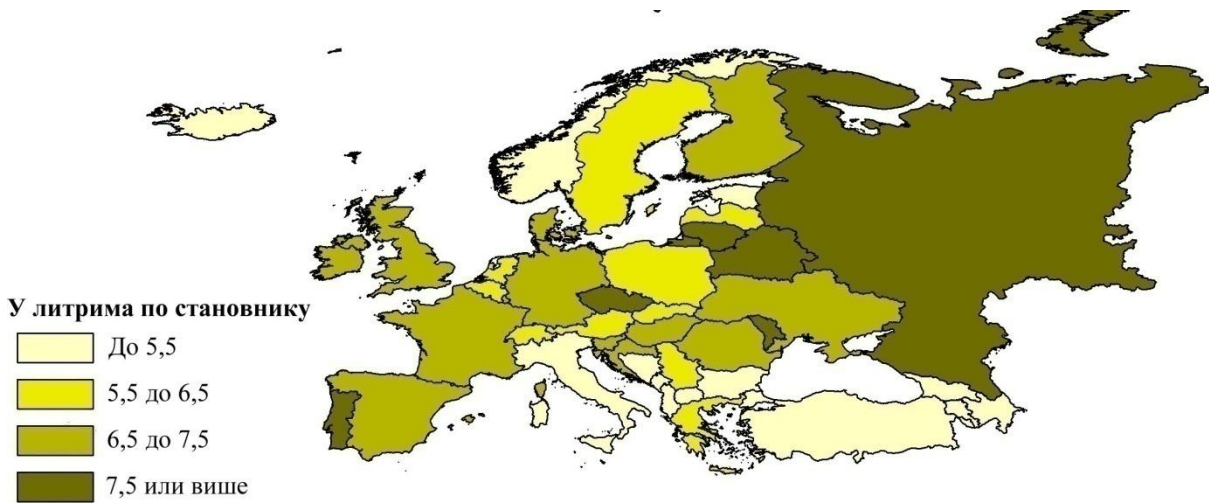 У литрима по становнику
До 5,5
5,5 до 6,5
6,5 до 7,5
7,5 или више